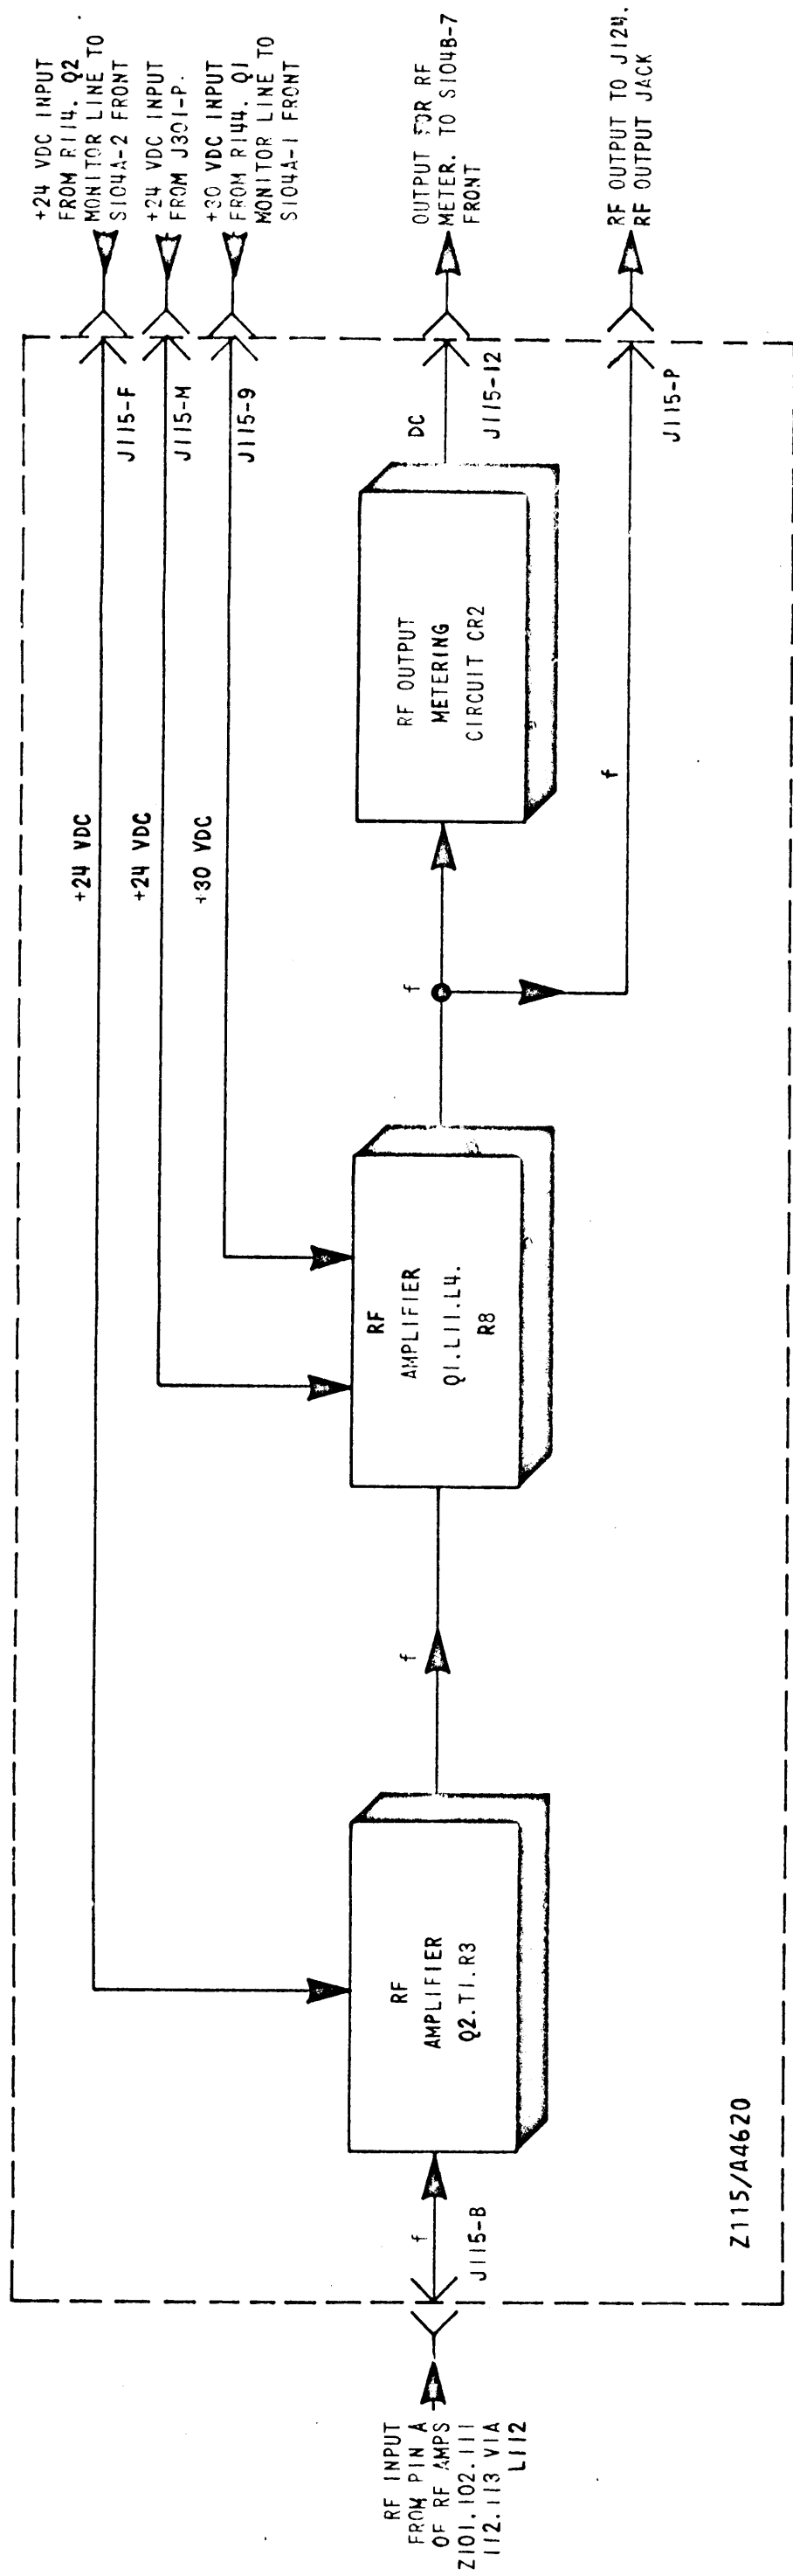 RF INPUT
FROM PIN A
OF RF AMPS
Z101.102.111
112.113 VIA
L112
f
J115-B
RF
AMPLIFIER
Q2.T1.R3
f
RF
AMPLIFIER
Q1.L11.L4.
R8
f
f
RF OUTPUT
METERING
CIRCUIT CR2
+24 VDC
+24 VDC
+30 VDC
J115-F
J115-M
J115-9
DC
J115-12
J115-P
+24 VDC INPUT
FROM R114. Q2
MONITOR LINE TO
S104A-2 FRONT
+24 VDC INPUT
FROM J301-P.
+30 VDC INPUT
FROM R144. Q1
MONITOR LINE TO
S104A-1 FRONT
OUTPUT FOR RF
METER. TO S104B-7
FRONT
RF OUTPUT TO J124.
RF OUTPUT JACK
Z115/A4620